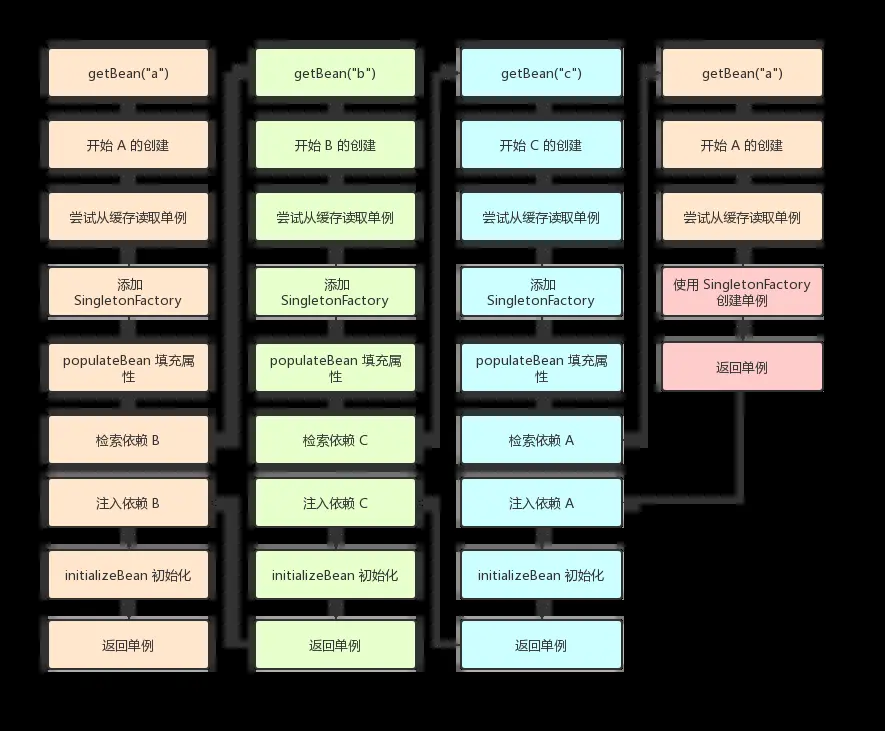 getBean("a")
开始 A 的创建
尝试从缓存读取单例
添加
SingletonFactory
populateBean 填充属
性
检索依赖 B
注入依赖 B
initializeBean 初始化
返回单例
getBean("b")
开始 B 的创建
尝试从缓存读取单例
添加
SingletonFactory
populateBean 填充属
性
检索依赖 C
注入依赖 C
initializeBean 初始化
返回单例
getBean("c")
开始 C 的创建
尝试从缓存读取单例
添加
SingletonFactory
populateBean 填充属
性
检索依赖 A
注入依赖 A
initializeBean 初始化
返回单例
getBean("a")
开始 A 的创建
尝试从缓存读取单例
使用 SingletonFactory
创建单例
返回单例